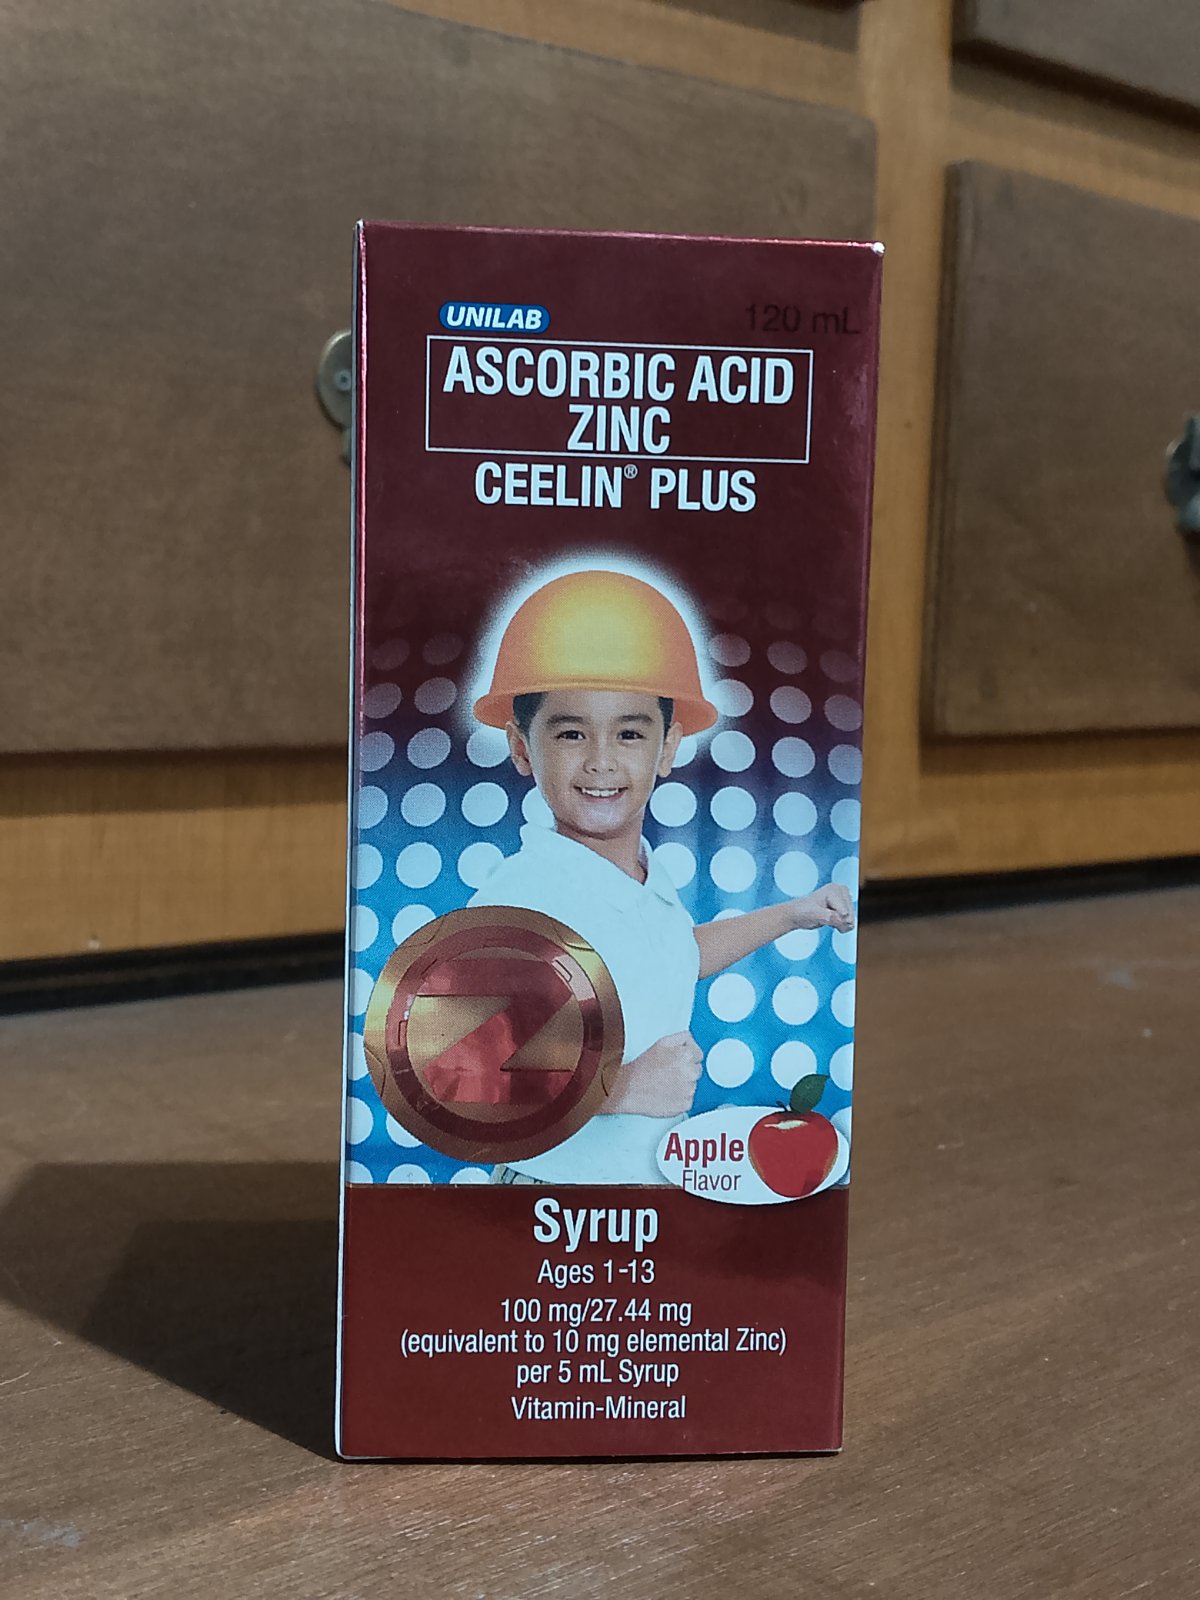 UNILAB
120 mL
ASCORBIC ACID
ZINC
CEELIN® PLUS
Z
Apple
Flavor
Syrup
Ages 1-13
100 mg/27.44 mg
(equivalent to 10 mg elemental Zinc)
per 5 mL Syrup
Vitamin-Mineral